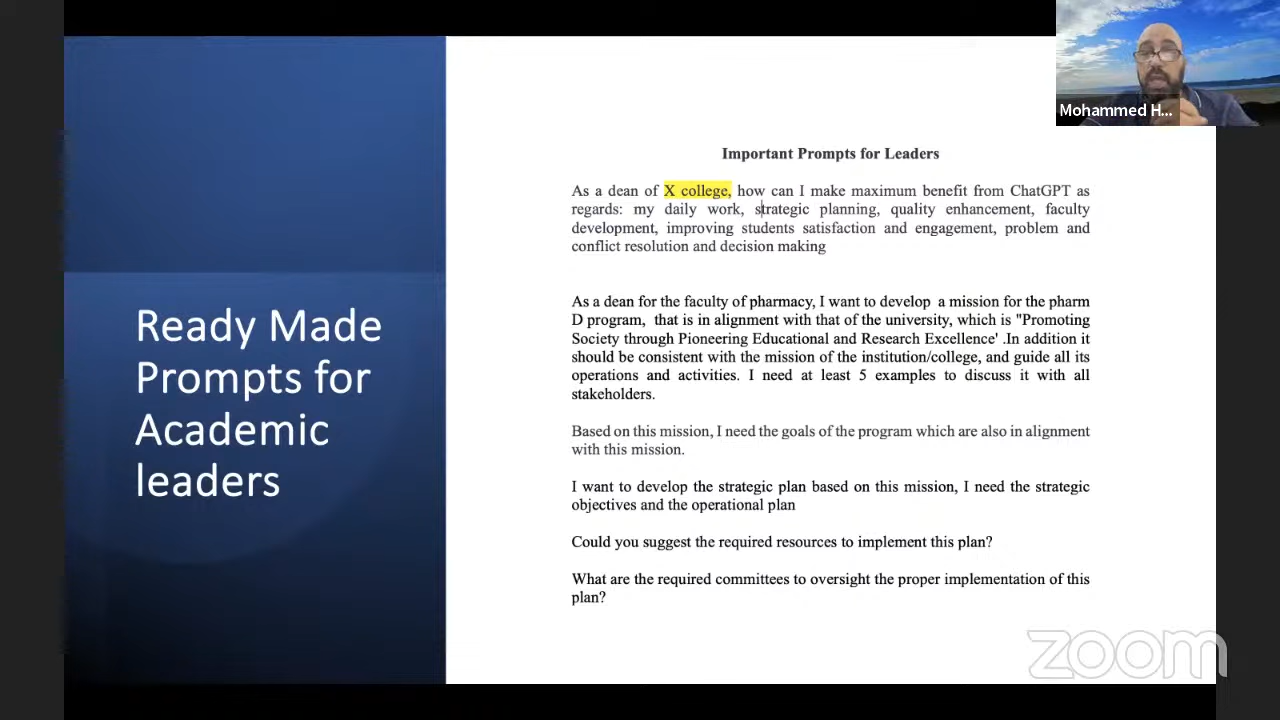 Mohammed H...
Important Prompts for Leaders
As a dean of X college, how can I make maximum benefit from ChatGPT as
regards: my daily work, strategic planning, quality enhancement, faculty
development, improving students satisfaction and engagement, problem and
conflict resolution and decision making
As a dean for the faculty of pharmacy, I want to develop a mission for the pharm
D program, that is in alignment with that of the university, which is "Promoting
Society through Pioneering Educational and Research Excellence' .In addition it
should be consistent with the mission of the institution/college, and guide all its
operations and activities. I need at least 5 examples to discuss it with all
stakeholders.
Based on this mission, I need the goals of the program which are also in alignment
with this mission.
I want to develop the strategic plan based on this mission, I need the strategic
objectives and the operational plan
Could you suggest the required resources to implement this plan?
What are the required committees to oversight the proper implementation of this
plan?
Ready Made
Prompts for
Academic
leaders
zoom